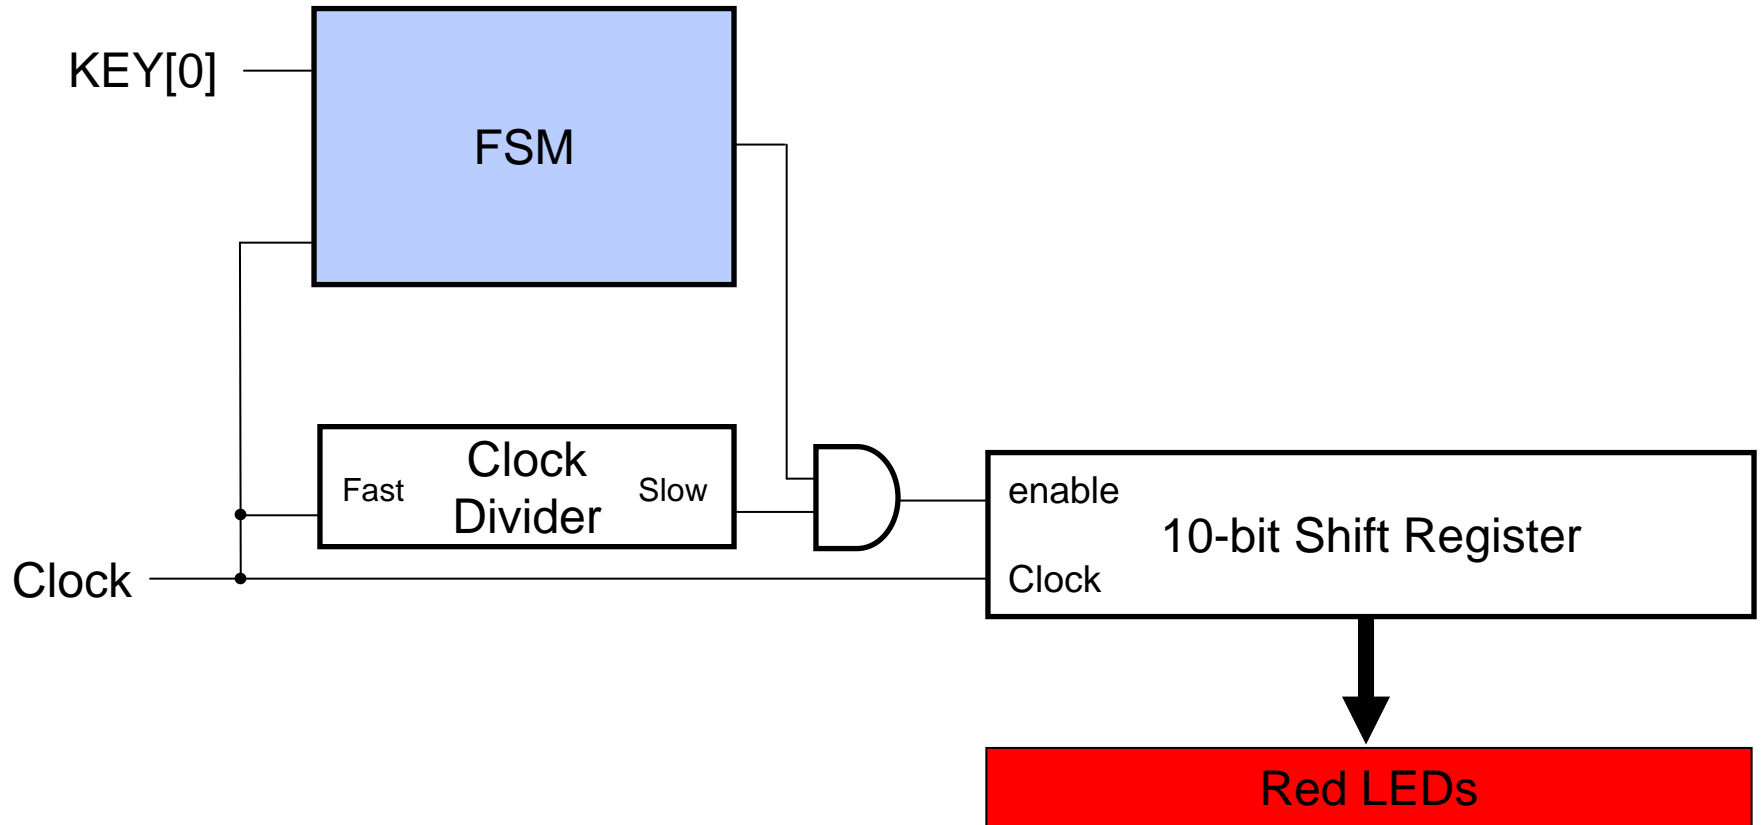 KEY[0]
FSM
Clock
Divider
Fast
Slow
enable
10-bit Shift Register
Clock
Clock
Red LEDs